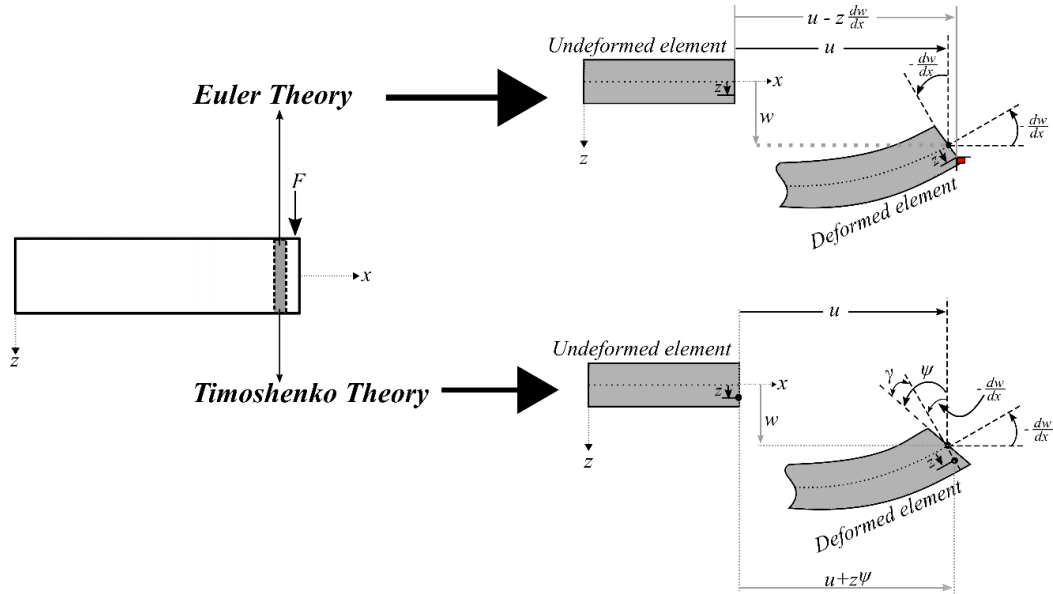 u - z dw/dx
Undeformed element
u
- dw/dx
x
z
Euler Theory
w
- dw/dx
z
z
F
Deformed element
x
z
u
Undeformed element
Timoshenko Theory
x
z
w
γ
ψ
- dw/dx
- dw/dx
z
z
Deformed element
u+zψ